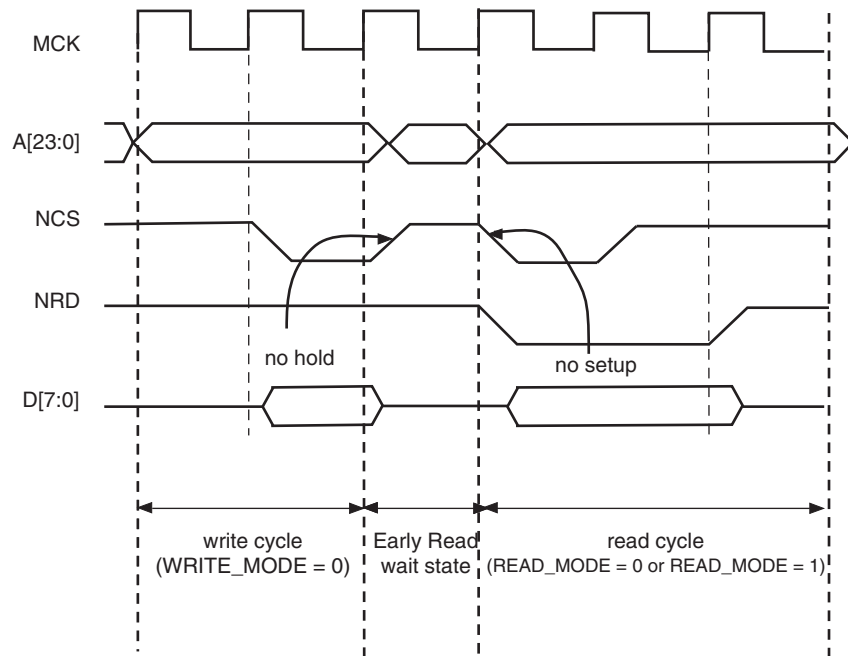 MCK
A[23:0]
NCS
NRD
no hold
no setup
D[7:0]
write cycle
(WRITE_MODE = 0)
Early Read
wait state
read cycle
(READ_MODE = 0 or READ_MODE = 1)